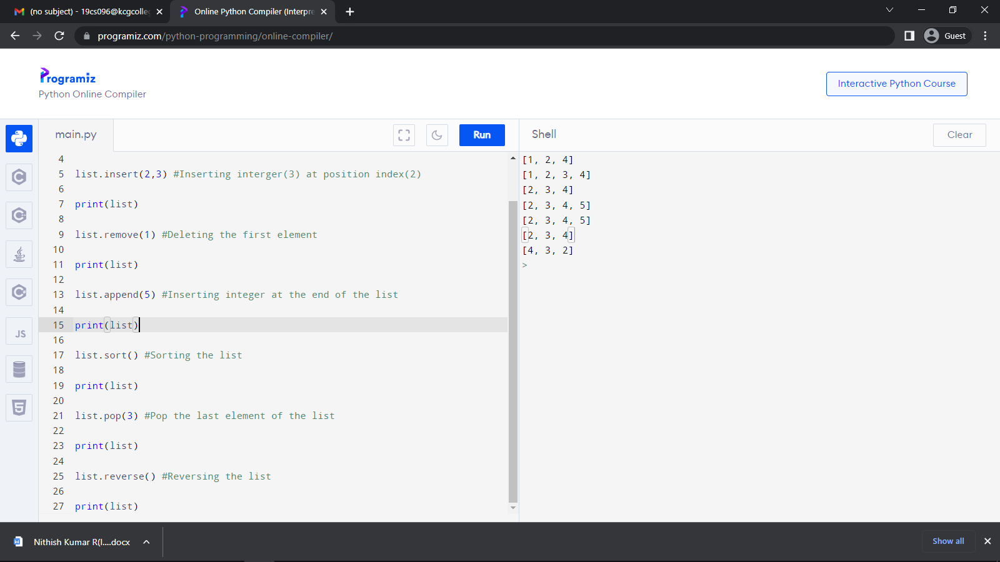 (no subject) - 19cs096@kcgcolle
Online Python Compiler (Interpre
programiz.com/python-programming/online-compiler/
Guest
Programiz
Python Online Compiler
Interactive Python Course
main.py
Run
Shell
Clear
4
5 list.insert(2,3) #Inserting interger(3) at position index(2)
6
7 print(list)
8
9 list.remove(1) #Deleting the first element
10
11 print(list)
12
13 list.append(5) #Inserting integer at the end of the list
14
15 print(list)
16
17 list.sort() #Sorting the list
18
19 print(list)
20
21 list.pop(3) #Pop the last element of the list
22
23 print(list)
24
25 list.reverse() #Reversing the list
26
27 print(list)
[1, 2, 4]
[1, 2, 3, 4]
[2, 3, 4]
[2, 3, 4, 5]
[2, 3, 4, 5]
[2, 3, 4]
[4, 3, 2]
>
JS
Nithish Kumar R(I....docx
Show all